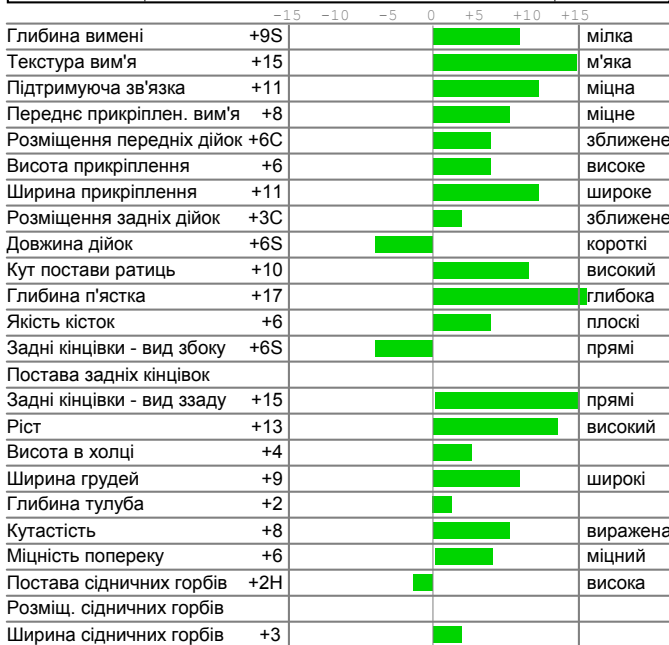 -15 -10 -5 0 +5 +10 +15
Глибина вимені +9S мілка
Текстура вим'я +15 м'яка
Підтримуюча зв'язка +11 міцна
Переднє прикріплен. вим'я +8 міцне
Розміщення передніх дійок +6C зближене
Висота прикріплення +6 високе
Ширина прикріплення +11 широке
Розміщення задніх дійок +3C зближене
Довжина дійок +6S короткі
Кут постави ратиць +10 високий
Глибина п'ястка +17 глибока
Якість кісток +6 плоскі
Задні кінцівки - вид збоку +6S прямі
Постава задніх кінцівок
Задні кінцівки - вид ззаду +15 прямі
Ріст +13 високий
Висота в холці +4
Ширина грудей +9 широкі
Глибина тулуба +2
Кутастість +8 виражена
Міцність попереку +6 міцний
Постава сідничних горбів +2H висока
Розміщ. сідничних горбів
Ширина сідничних горбів +3